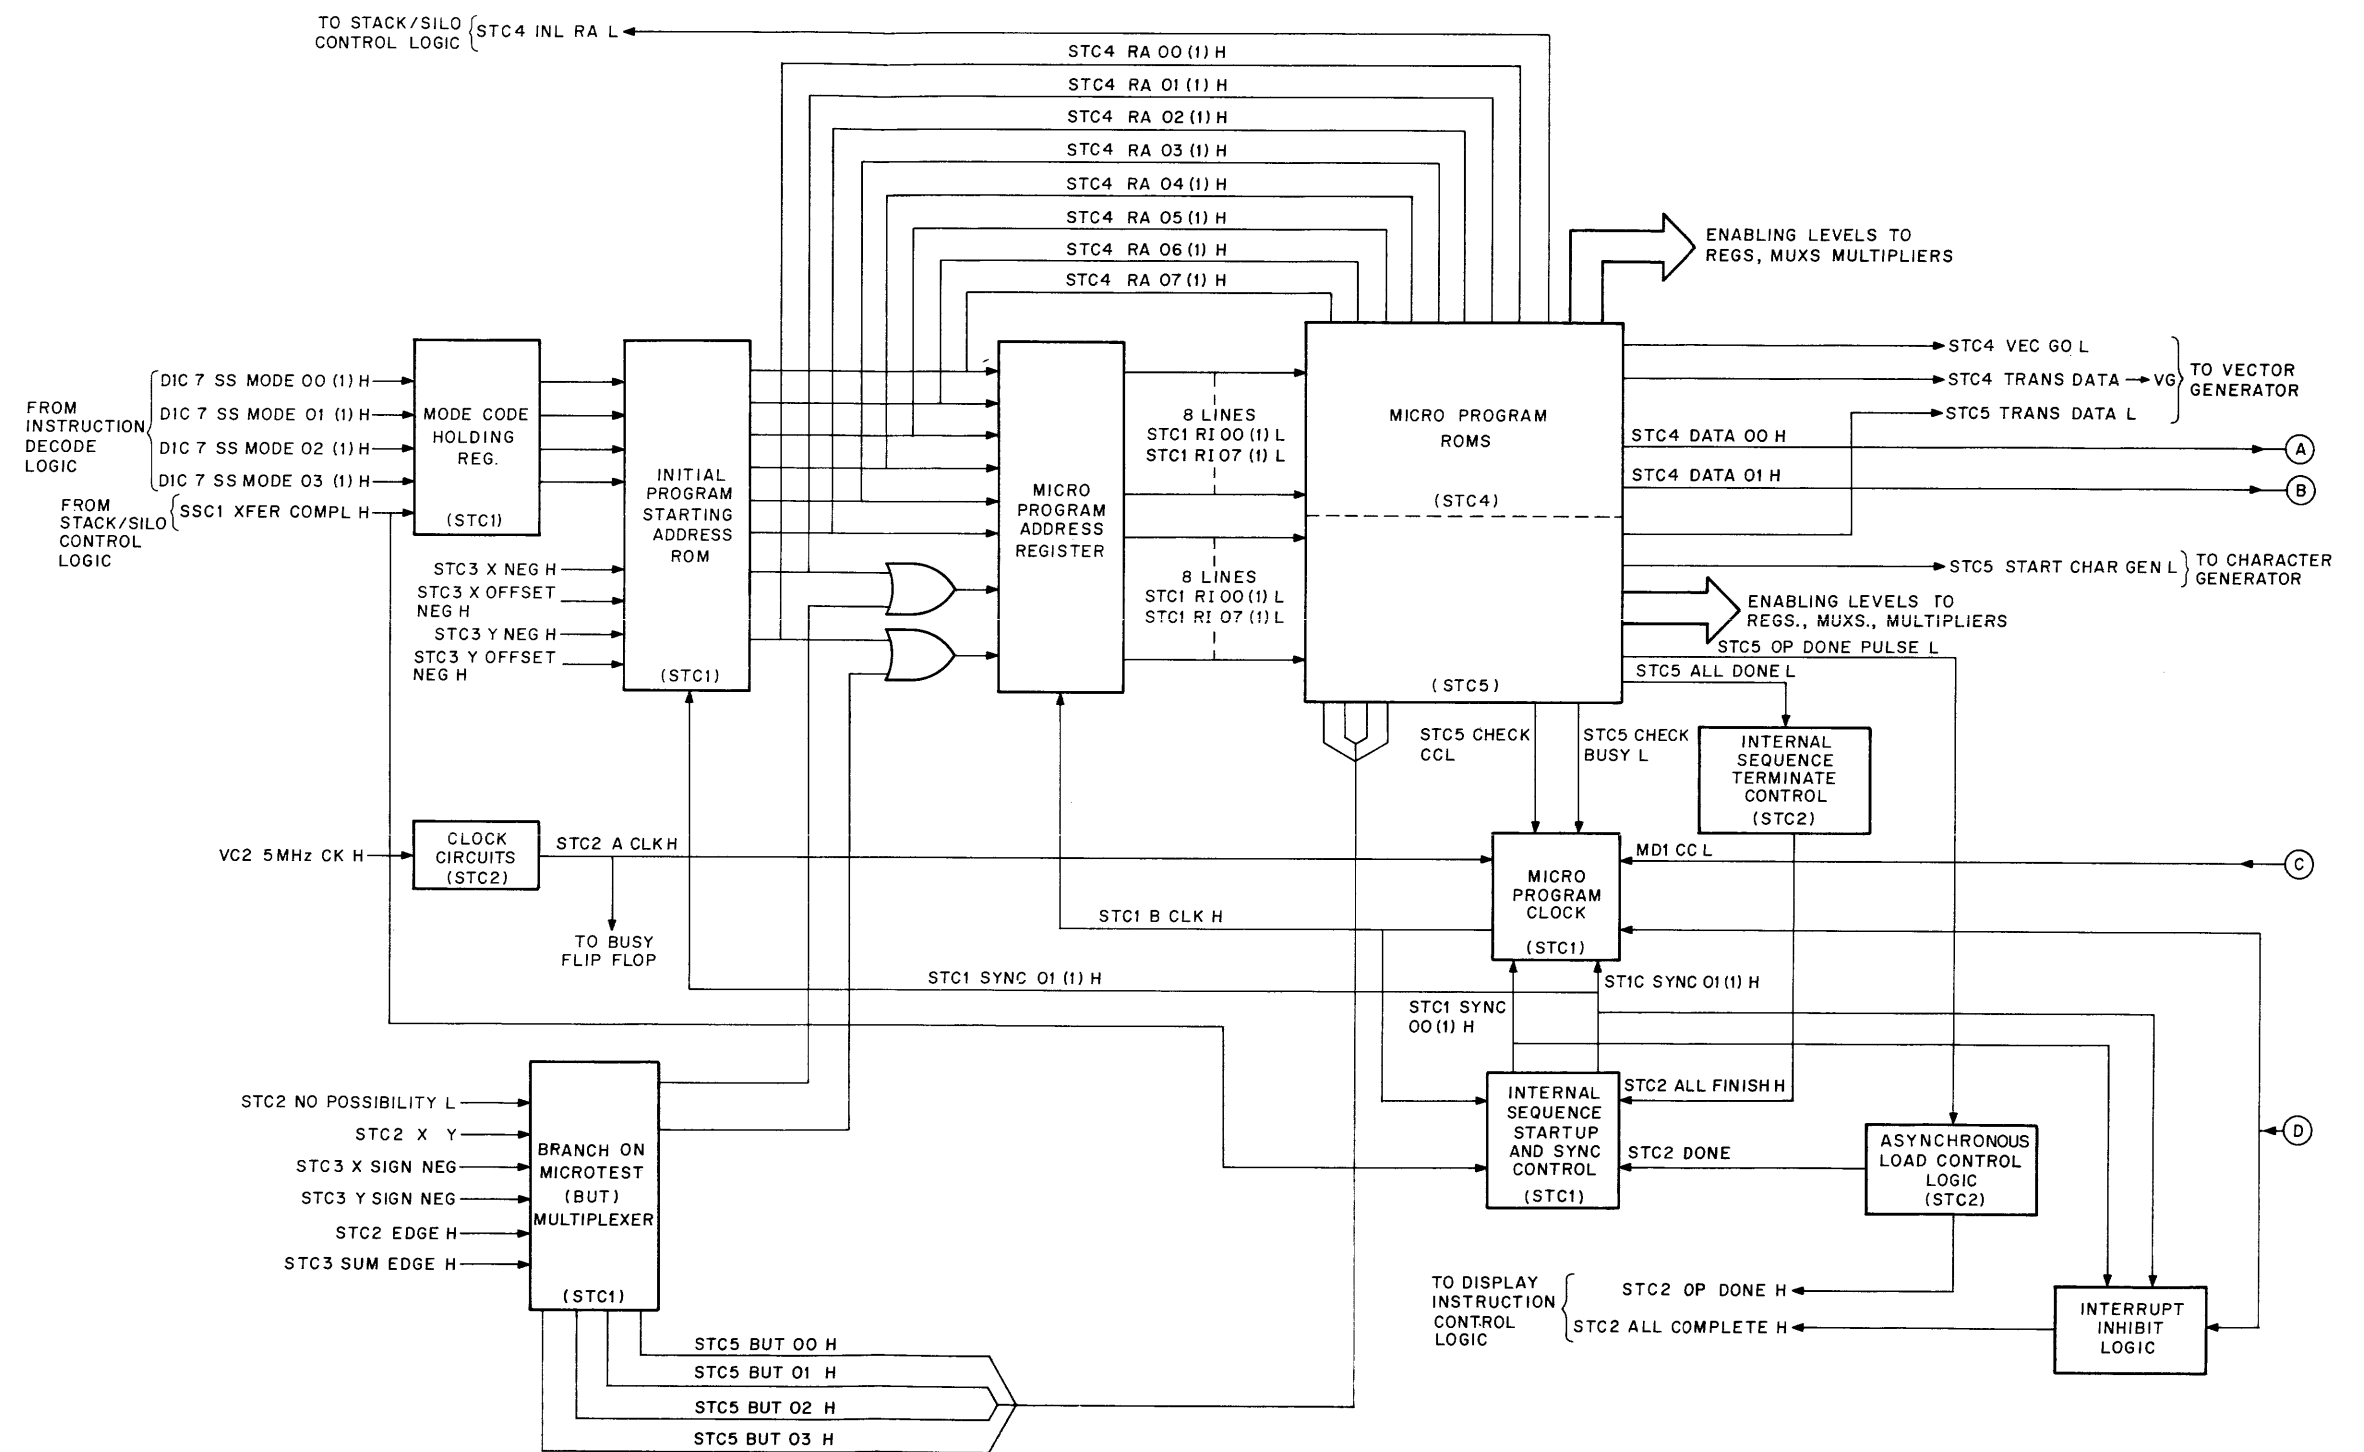 TO STACK/SILO
CONTROL LOGIC
STC4 INL RA L
STC4 RA 00 (1) H
STC4 RA 01 (1) H
STC4 RA 02 (1) H
STC4 RA 03 (1) H
STC4 RA 04 (1) H
STC4 RA 05 (1) H
STC4 RA 06 (1) H
STC4 RA 07 (1) H
ENABLING LEVELS TO
REGS, MUXS MULTIPLIERS
FROM
INSTRUCTION
DECODE
LOGIC
DIC 7 SS MODE 00 (1) H
DIC 7 SS MODE 01 (1) H
DIC 7 SS MODE 02 (1) H
DIC 7 SS MODE 03 (1) H
FROM
STACK/SILO
CONTROL
LOGIC
SSC1 XFER COMPL H
MODE CODE
HOLDING
REG.
(STC1)
STC3 X NEG H
STC3 X OFFSET
NEG H
STC3 Y NEG H
STC3 Y OFFSET
NEG H
INITIAL
PROGRAM
STARTING
ADDRESS
ROM
(STC1)
MICRO
PROGRAM
ADDRESS
REGISTER
8 LINES
STC1 RI 00 (1) L
STC1 RI 07 (1) L
8 LINES
STC1 RI 00 (1) L
STC1 RI 07 (1) L
MICRO PROGRAM
ROMS
(STC4)
(STC5)
STC4 VEC GO L
STC4 TRANS DATA → VG
STC5 TRANS DATA L
TO VECTOR
GENERATOR
STC4 DATA 00 H
A
STC4 DATA 01 H
B
STC5 START CHAR GEN L
TO CHARACTER
GENERATOR
ENABLING LEVELS TO
REGS., MUXS., MULTIPLIERS
STC5 OP DONE PULSE L
STC5 ALL DONE L
STC5 CHECK
CCL
STC5 CHECK
BUSY L
INTERNAL
SEQUENCE
TERMINATE
CONTROL
(STC2)
VC2 5MHz CK H
CLOCK
CIRCUITS
(STC2)
STC2 A CLK H
TO BUSY
FLIP FLOP
MICRO
PROGRAM
CLOCK
(STC1)
MD1 CC L
C
STC1 B CLK H
STC1 SYNC 01 (1) H
ST1C SYNC 01 (1) H
STC1 SYNC
00 (1) H
STC2 NO POSSIBILITY L
STC2 X Y
STC3 X SIGN NEG
STC3 Y SIGN NEG
STC2 EDGE H
STC3 SUM EDGE H
BRANCH ON
MICROTEST
(BUT)
MULTIPLEXER
(STC1)
INTERNAL
SEQUENCE
STARTUP
AND SYNC
CONTROL
(STC1)
STC2 ALL FINISH H
STC2 DONE
ASYNCHRONOUS
LOAD CONTROL
LOGIC
(STC2)
D
TO DISPLAY
INSTRUCTION
CONTROL
LOGIC
STC2 OP DONE H
STC2 ALL COMPLETE H
INTERRUPT
INHIBIT
LOGIC
STC5 BUT 00 H
STC5 BUT 01 H
STC5 BUT 02 H
STC5 BUT 03 H